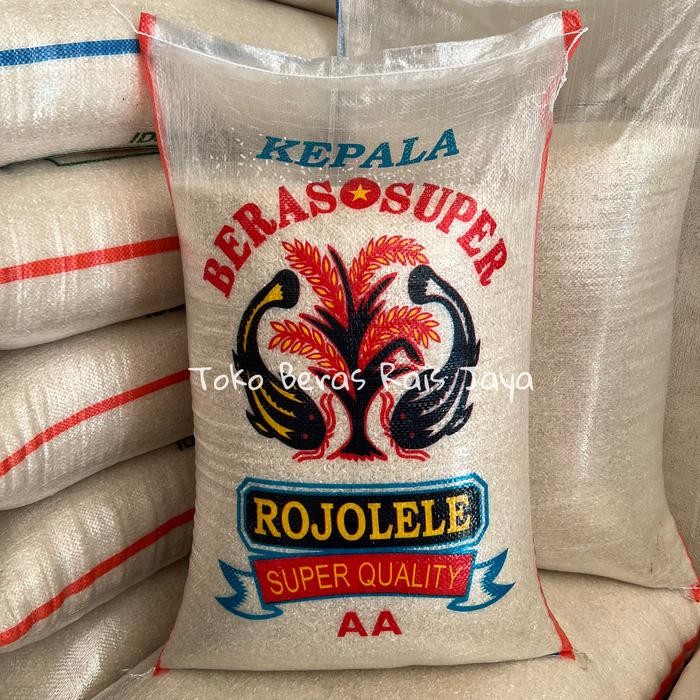 KEPALA
BERAS SUPER
Toko Beras Rais Jaya
ROJOLELE
SUPER QUALITY
AA